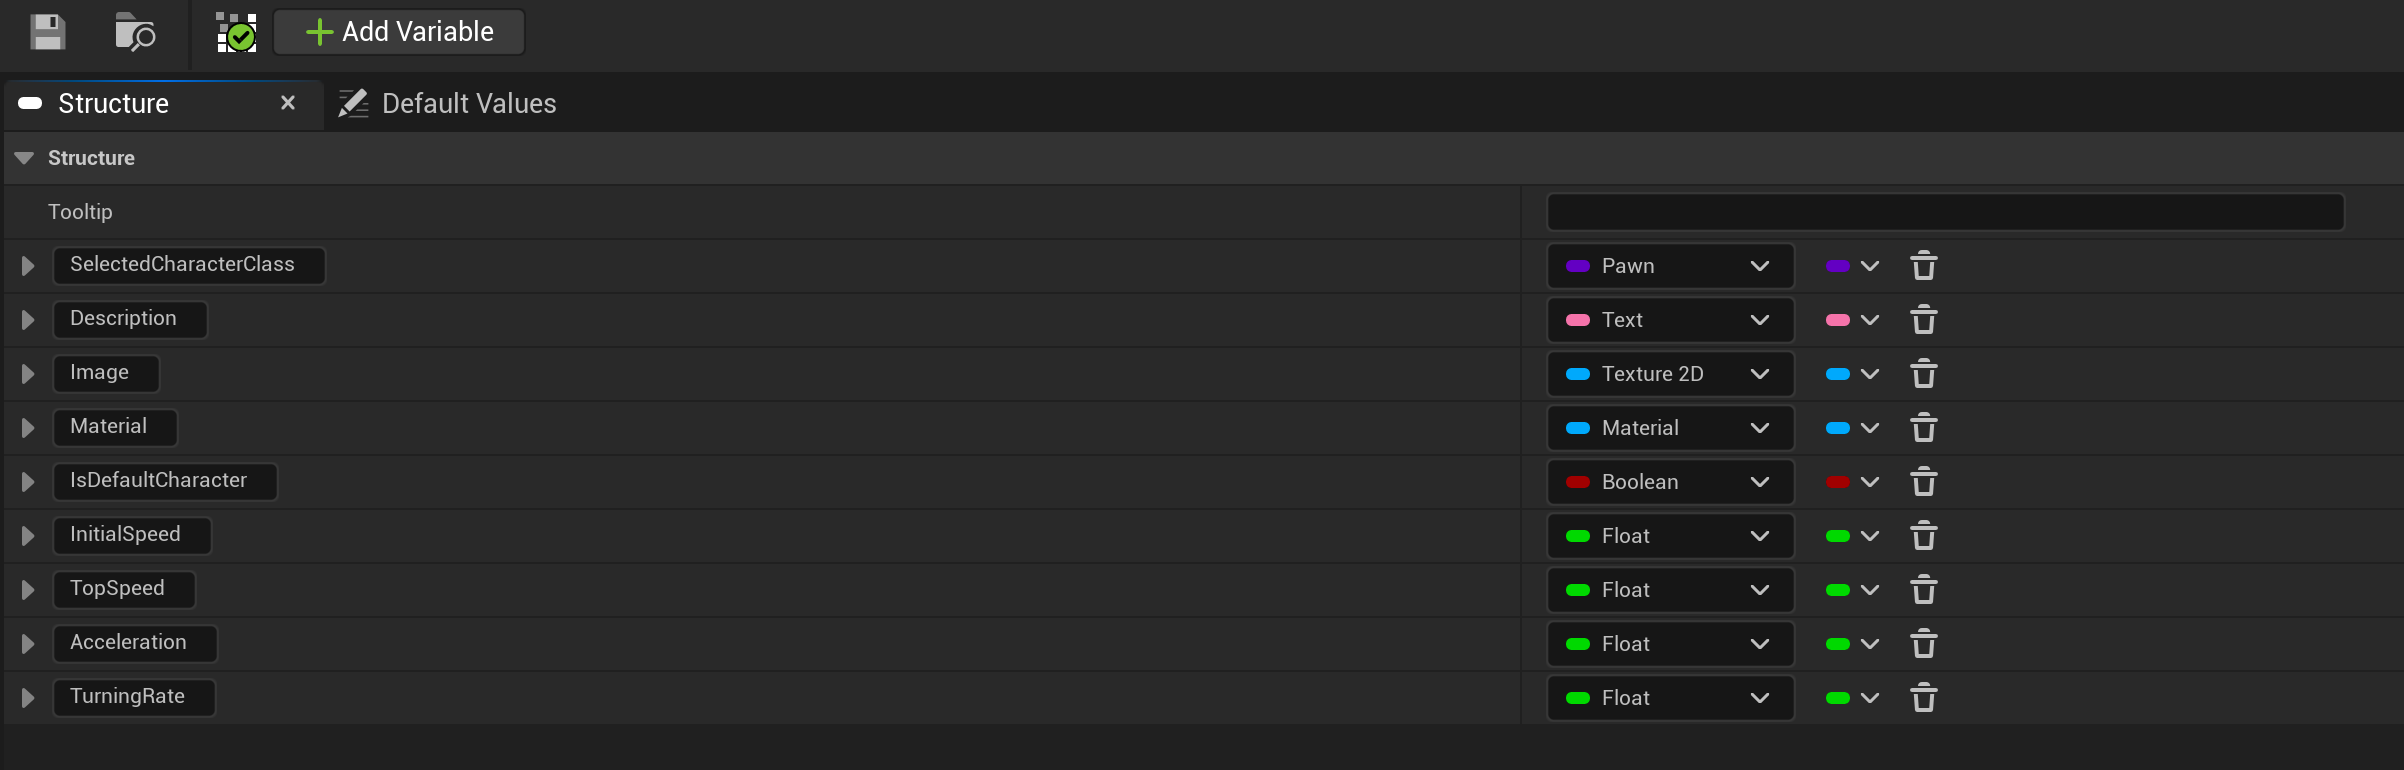 Add Variable
Structure
Default Values
Structure
Tooltip
SelectedCharacterClass Pawn
Description Text
Image Texture 2D
Material Material
IsDefaultCharacter Boolean
InitialSpeed Float
TopSpeed Float
Acceleration Float
TurningRate Float